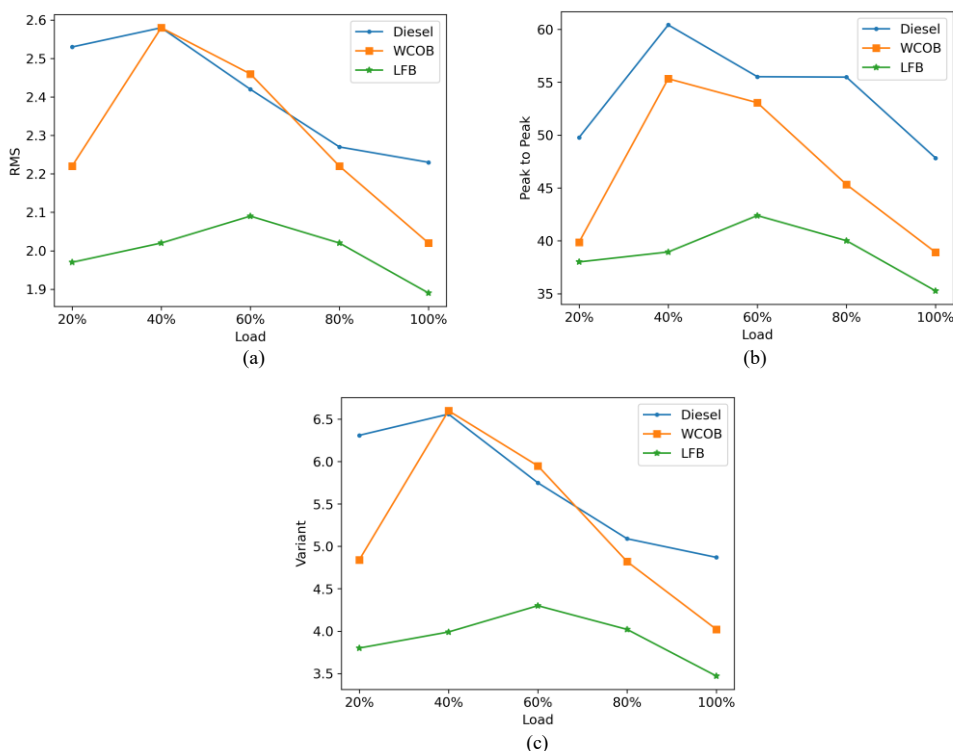 2.6
2.5
2.4
2.3
2.2
2.1
2.0
1.9
RMS
20% 40% 60% 80% 100%
Load
Diesel
WCOB
LFB
(a)
60
55
50
45
40
35
Peak to Peak
20% 40% 60% 80% 100%
Load
Diesel
WCOB
LFB
(b)
6.5
6.0
5.5
5.0
4.5
4.0
3.5
Variant
20% 40% 60% 80% 100%
Load
Diesel
WCOB
LFB
(c)